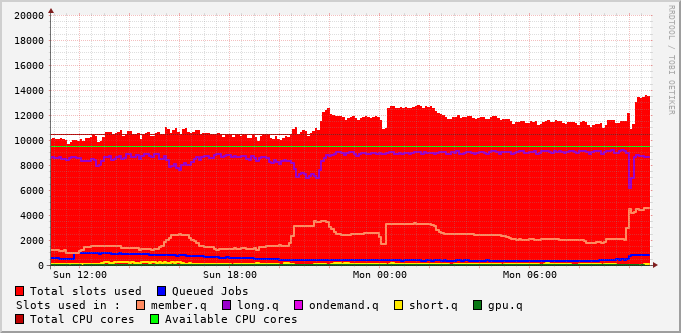 20000
18000
16000
14000
12000
10000
8000
6000
4000
2000
0
Sun 12:00 Sun 18:00 Mon 00:00 Mon 06:00
Total slots used Queued Jobs
Slots used in : member.q long.q ondemand.q short.q gpu.q
Total CPU cores Available CPU cores
RRDTOOL / TOBI OETIKER